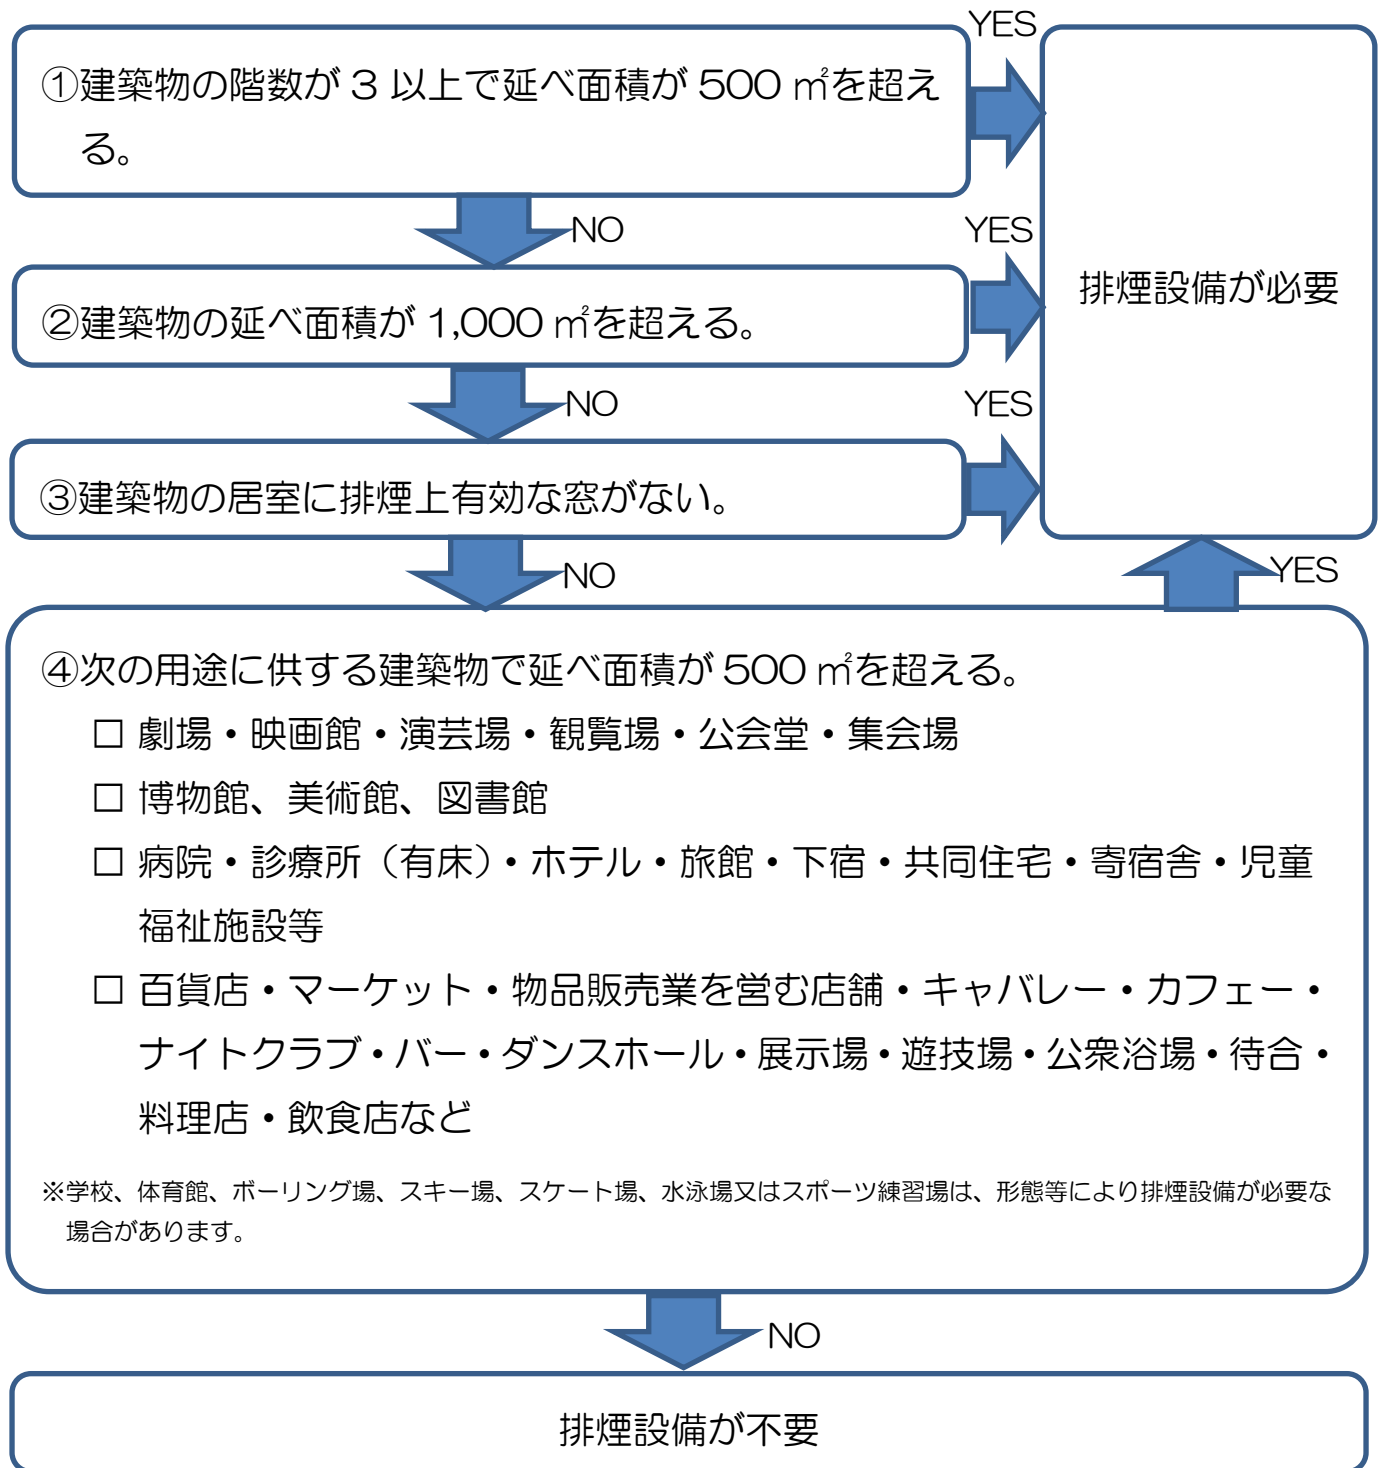 YES
①建築物の階数が３以上で延べ面積が500㎡を超え
る。
NO
YES
②建築物の延べ面積が1,000㎡を超える。
排煙設備が必要
NO
YES
③建築物の居室に排煙上有効な窓がない。
NO
YES
④次の用途に供する建築物で延べ面積が500㎡を超える。
□ 劇場・映画館・演芸場・観覧場・公会堂・集会場
□ 博物館、美術館、図書館
□ 病院・診療所（有床）・ホテル・旅館・下宿・共同住宅・寄宿舎・児童
福祉施設等
□ 百貨店・マーケット・物品販売業を営む店舗・キャバレー・カフェー・
ナイトクラブ・バー・ダンスホール・展示場・遊技場・公衆浴場・待合・
料理店・飲食店など
※学校、体育館、ボーリング場、スキー場、スケート場、水泳場又はスポーツ練習場は、形態等により排煙設備が必要な
場合があります。
NO
排煙設備が不要